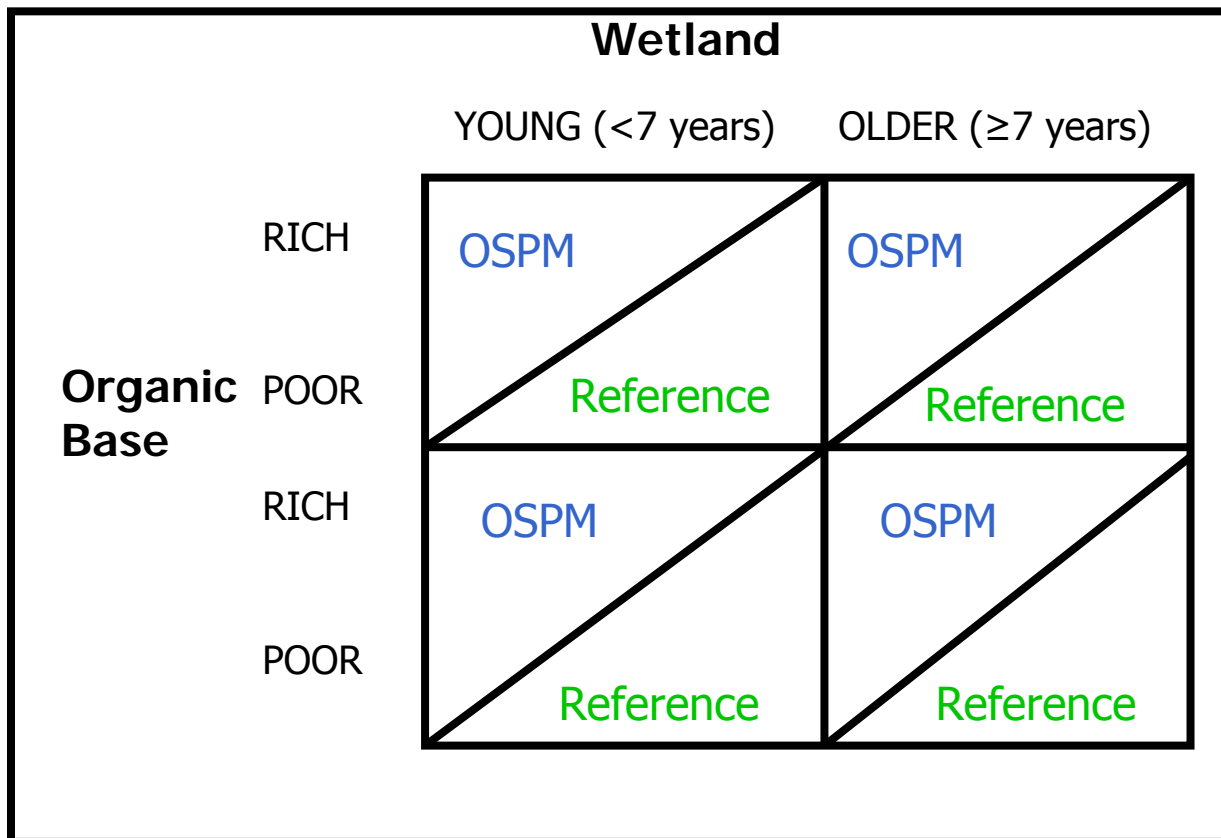 Wetland
YOUNG (<7 years) OLDER (≥7 years)
RICH
OSPM OSPM
Organic
Base
POOR
Reference Reference
RICH
OSPM OSPM
POOR
Reference Reference